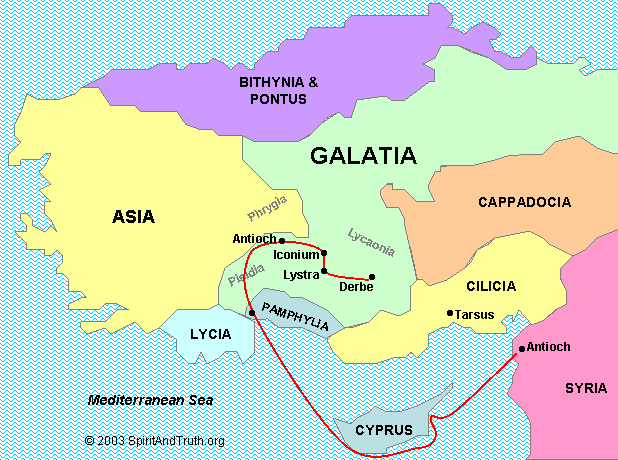 BITHYNIA &
PONTUS
GALATIA
CAPPADOCIA
ASIA
Phrygia
Antioch
Lycaonia
Iconium
Pisidia
Lystra
Derbe
CILICIA
PAMPHYLIA
Tarsus
LYCIA
Antioch
SYRIA
Mediterranean Sea
CYPRUS
© 2003 SpiritAndTruth.org